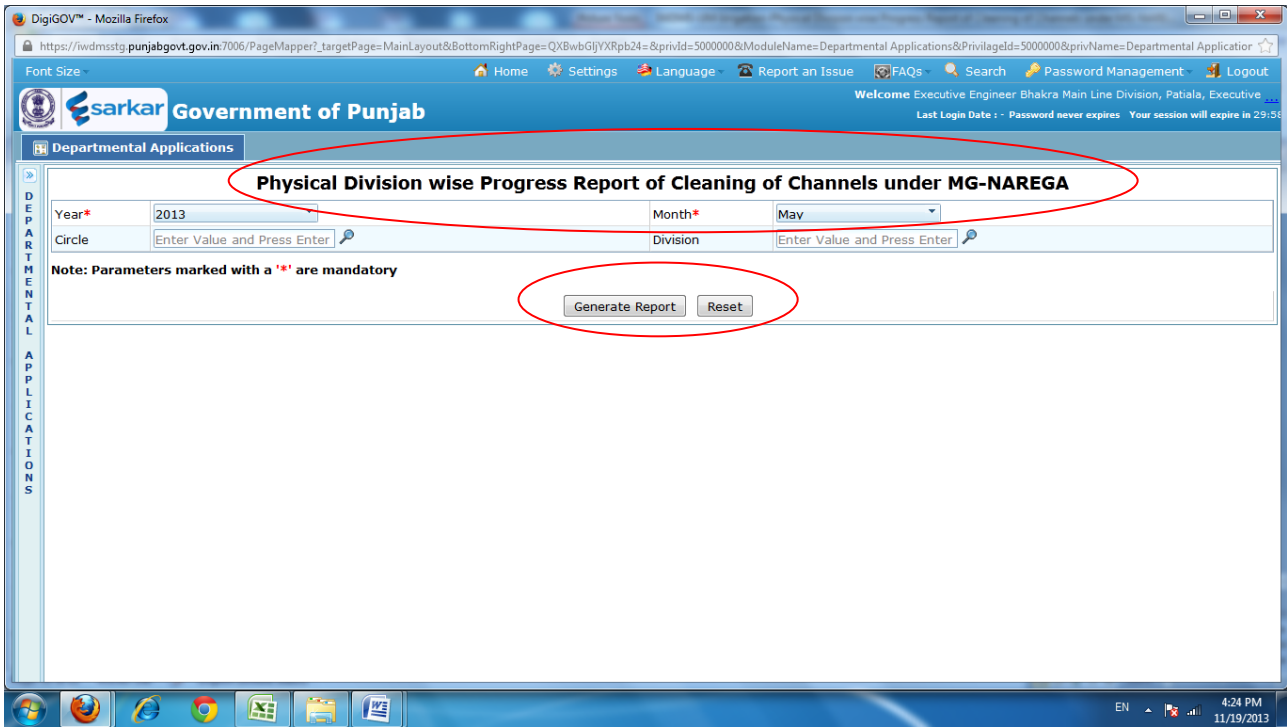 DigiGOV™ - Mozilla Firefox
https://iwdmsstg.punjabgovt.gov.in:7006/PageMapper?_targetPage=MainLayout&BottomRightPage=QXBwbGljYXRpb24=&privId=5000000&ModuleName=Departmental Applications&PrivilageId=5000000&privName=Departmental Applicatior
Font Size Home Settings Language Report an Issue FAQs Search Password Management Logout
Welcome Executive Engineer Bhakra Main Line Division, Patiala, Executive ...
esarkar Government of Punjab
Last Login Date : - Password never expires Your session will expire in 29:58
Departmental Applications
DEPARTMENTAL APPLICATIONS
Physical Division wise Progress Report of Cleaning of Channels under MG-NAREGA
Year* 2013 Month* May
Circle Enter Value and Press Enter Division Enter Value and Press Enter
Note: Parameters marked with a '*' are mandatory
Generate Report Reset
EN 4:24 PM
11/19/2013